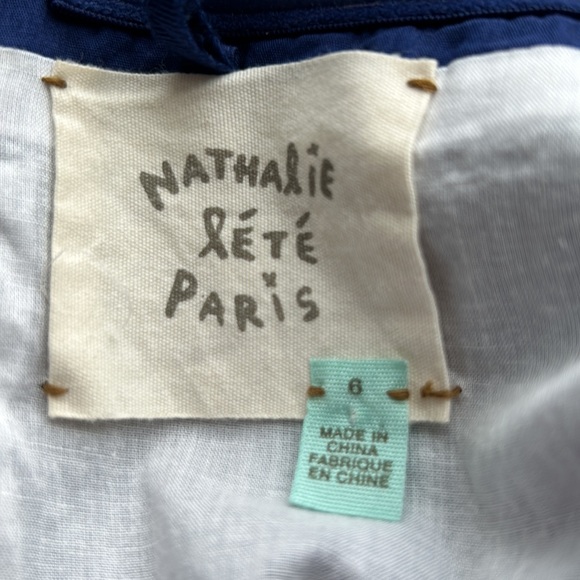 NATHAlie
lÉTÉ
PARiS
6
MADE IN
CHINA
FABRIQUE
EN CHINE